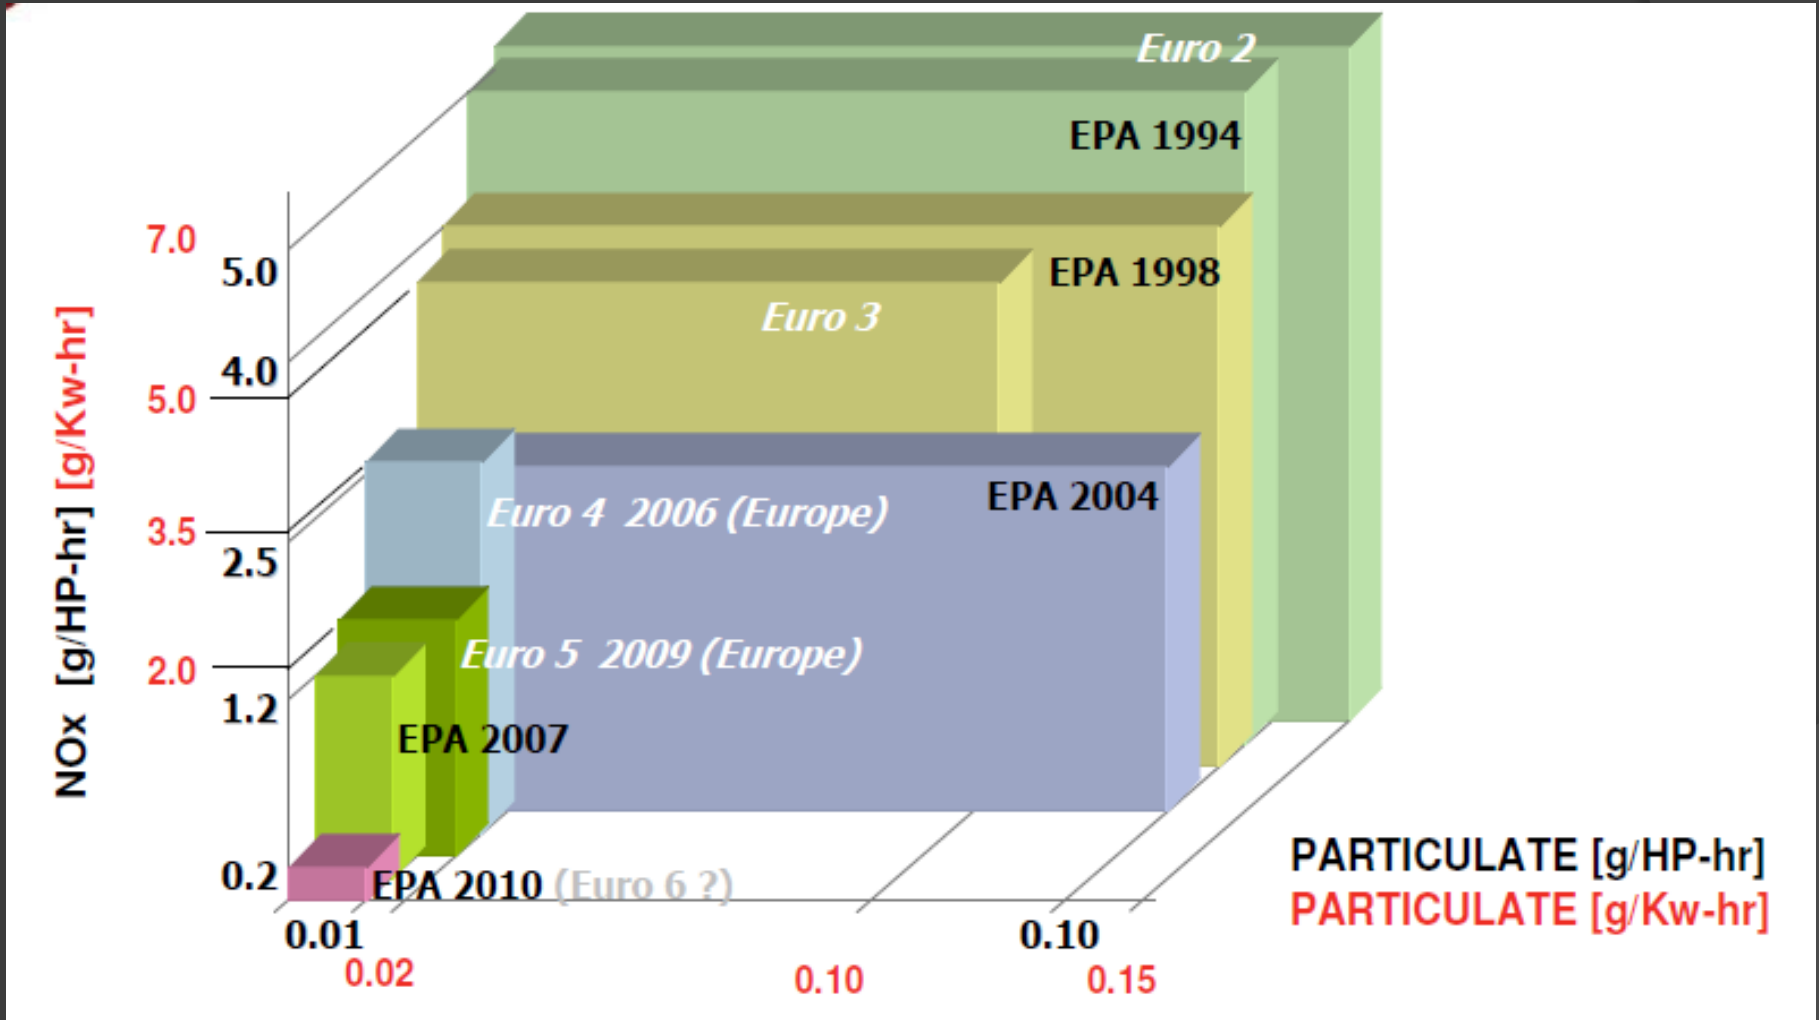 Euro 2
EPA 1994
7.0
5.0
EPA 1998
Euro 3
4.0
5.0
NOx [g/HP-hr] [g/Kw-hr]
EPA 2004
Euro 4 2006 (Europe)
3.5
2.5
Euro 5 2009 (Europe)
2.0
1.2
EPA 2007
PARTICULATE [g/HP-hr]
0.2
EPA 2010 (Euro 6 ?)
PARTICULATE [g/Kw-hr]
0.01
0.10
0.02
0.10
0.15